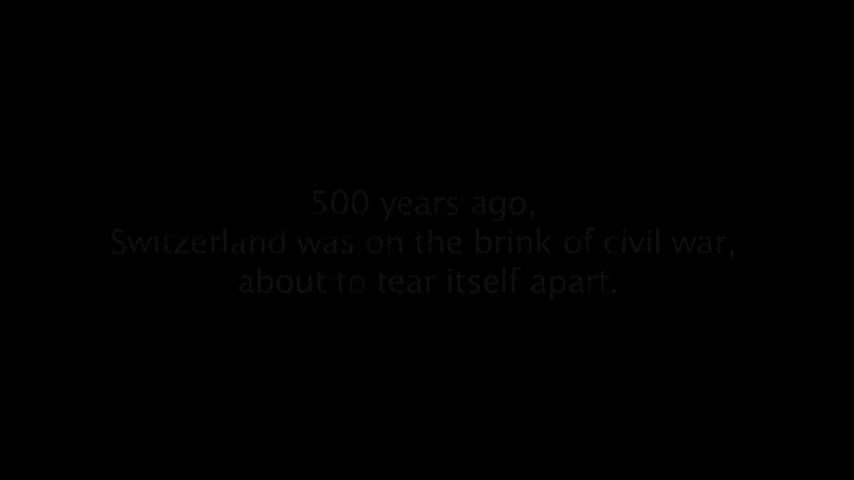 500 years ago,
Switzerland was on the brink of civil war,
about to tear itself apart.